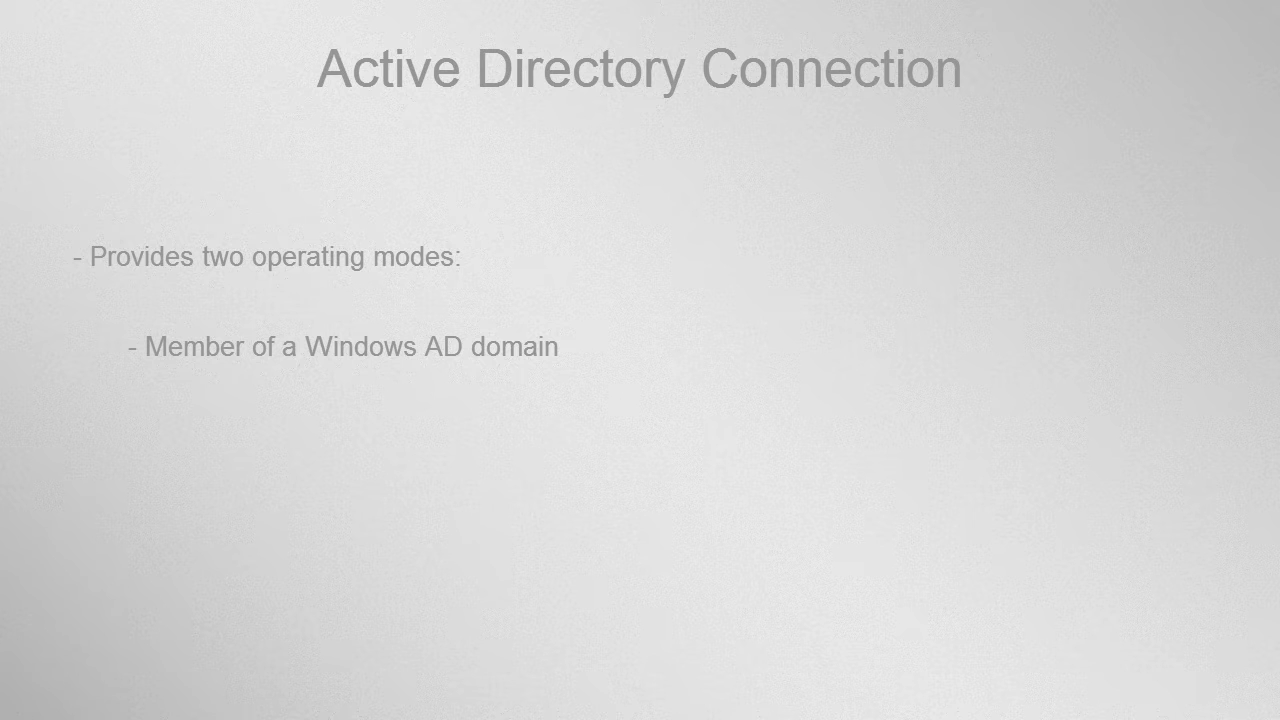 Active Directory Connection
- Provides two operating modes:
- Member of a Windows AD domain